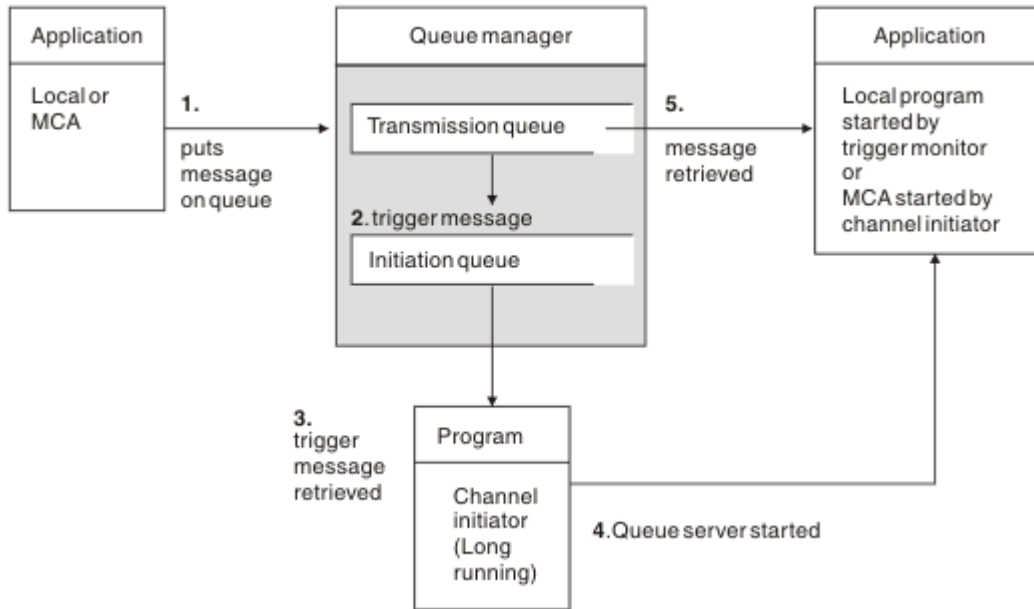 Application
Local or
MCA
1.
puts
message
on queue
Queue manager
Transmission queue
2. trigger message
Initiation queue
5.
message
retrieved
Application
Local program
started by
trigger monitor
or
MCA started by
channel initiator
3.
trigger
message
retrieved
Program
Channel
initiator
(Long
running)
4.Queue server started